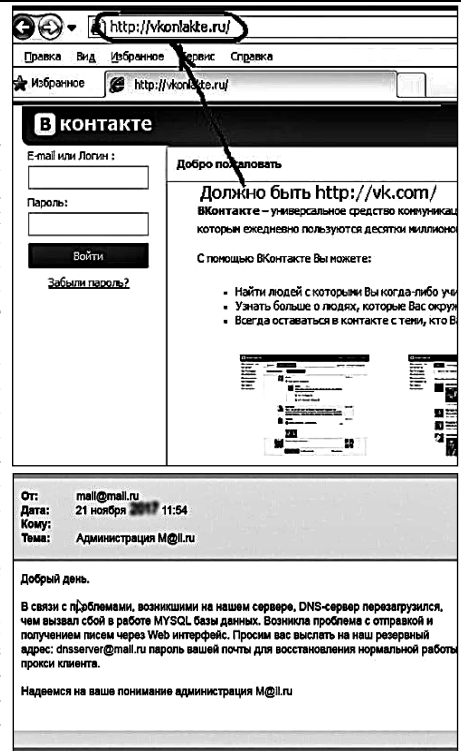 http://vkonlakte.ru/
Правка Вид Избранное Сервис Справка
Избранное http://vkonlakte.ru/
В контакте
E-mail или Логин :
Добро пожаловать
Должно быть http://vk.com/
Пароль:
ВКонтакте – универсальное средство коммуникац
которым ежедневно пользуются десятки миллионо
Войти
С помощью ВКонтакте Вы можете:
Забыли пароль?
Найти людей с которыми Вы когда-либо учи
Узнать больше о людях, которые Вас окруж
Всегда оставаться в контакте с теми, кто В
От: mail@mail.ru
Дата: 21 ноября 2017 11:54
Кому:
Тема: Администрация M@il.ru
Добрый день.
В связи с проблемами, возникшими на нашем сервере, DNS-сервер перезагрузился,
чем вызвал сбой в работе MYSQL базы данных. Возникла проблема с отправкой и
получением писем через Web интерфейс. Просим вас выслать на наш резервный
адрес: dnsserver@mail.ru пароль вашей почты для восстановления нормальной работы
прокси клиента.
Надеемся на ваше понимание администрация M@il.ru